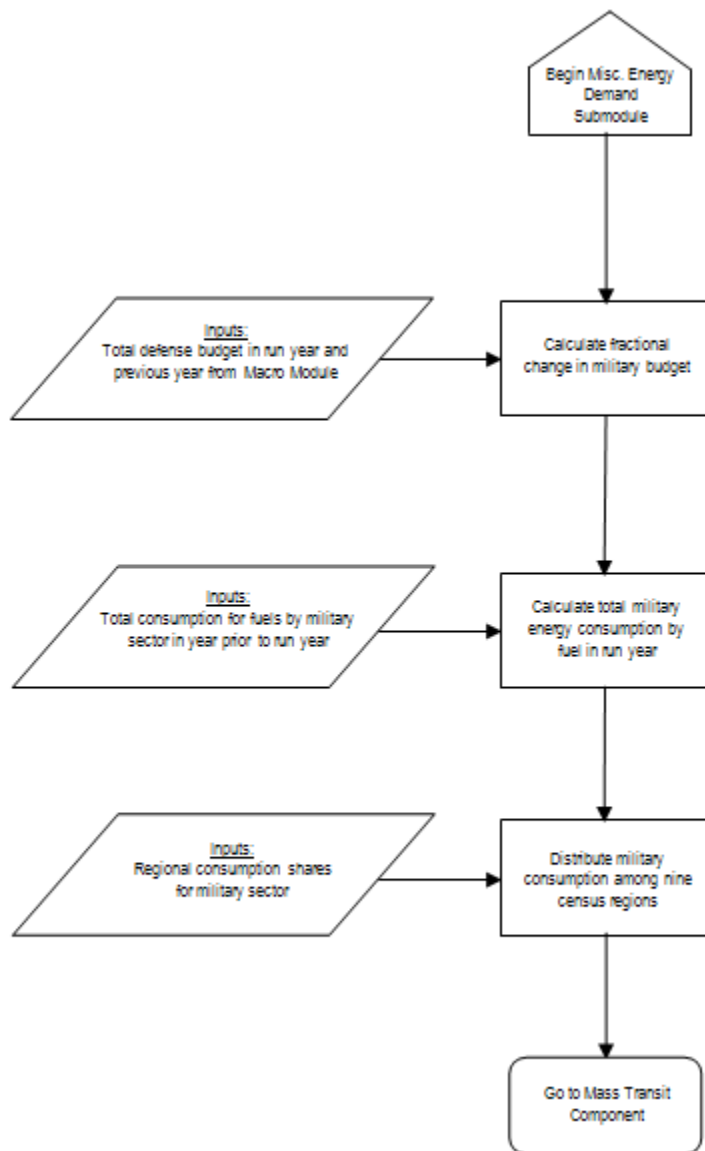 Begin Misc. Energy
Demand
Submodule
Inputs:
Total defense budget in run year and
previous year from Macro Module
Calculate fractional
change in military budget
Inputs:
Total consumption for fuels by military
sector in year prior to run year
Calculate total military
energy consumption by
fuel in run year
Inputs:
Regional consumption shares
for military sector
Distribute military
consumption among nine
census regions
Go to Mass Transit
Component